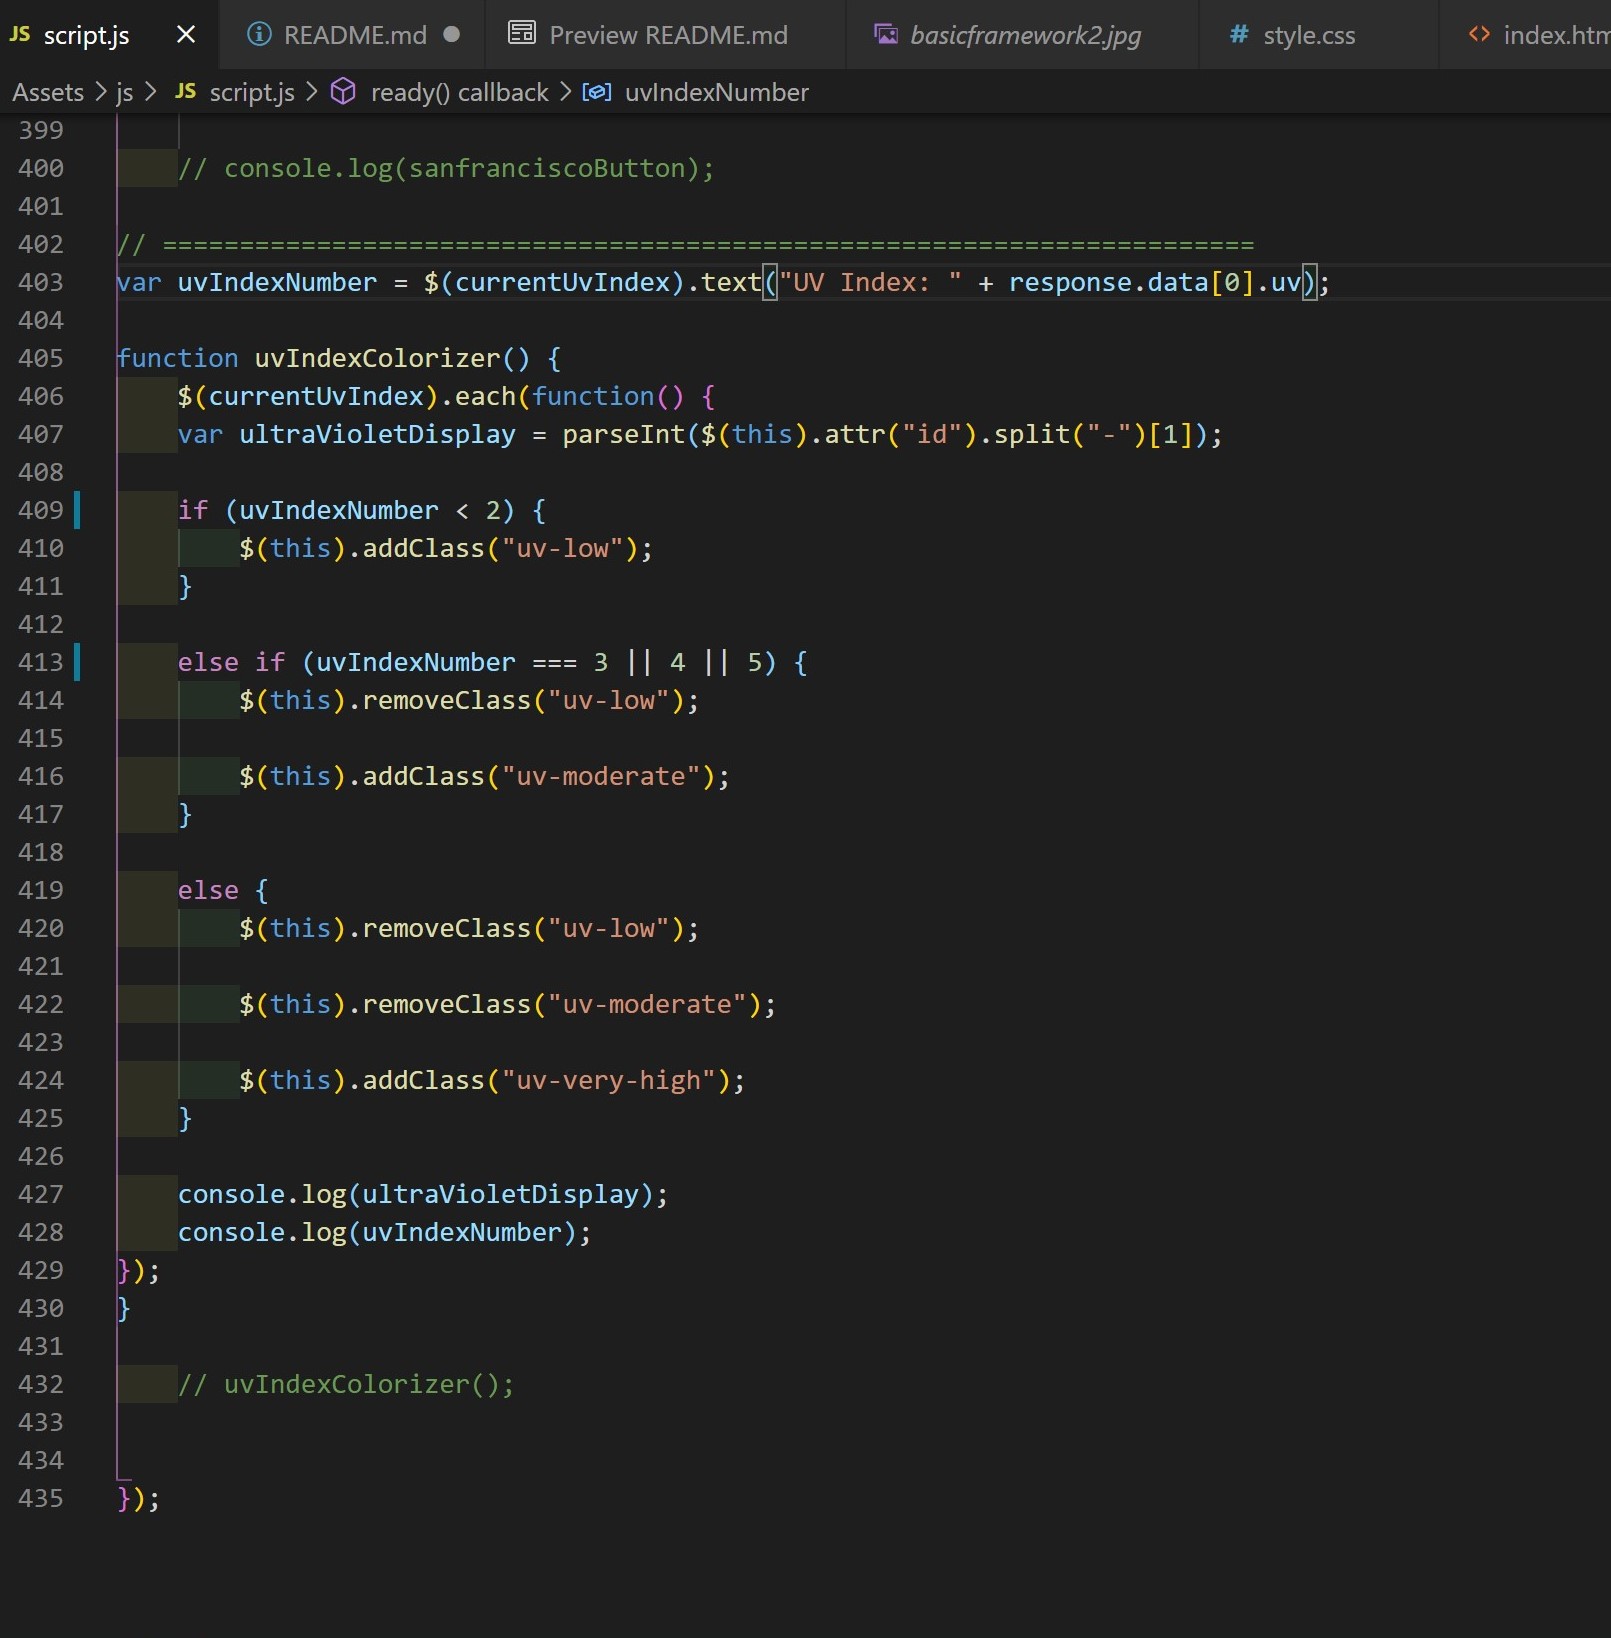 JS script.js × README.md Preview README.md basicframework2.jpg # style.css <> index.htm
Assets > js > JS script.js > ready() callback > uvIndexNumber
399
400 // console.log(sanfranciscoButton);
401
402 // =======================================================================
403 var uvIndexNumber = $(currentUvIndex).text("UV Index: " + response.data[0].uv);
404
405 function uvIndexColorizer() {
406 $(currentUvIndex).each(function() {
407 var ultraVioletDisplay = parseInt($(this).attr("id").split("-")[1]);
408
409 if (uvIndexNumber < 2) {
410 $(this).addClass("uv-low");
411 }
412
413 else if (uvIndexNumber === 3 || 4 || 5) {
414 $(this).removeClass("uv-low");
415
416 $(this).addClass("uv-moderate");
417 }
418
419 else {
420 $(this).removeClass("uv-low");
421
422 $(this).removeClass("uv-moderate");
423
424 $(this).addClass("uv-very-high");
425 }
426
427 console.log(ultraVioletDisplay);
428 console.log(uvIndexNumber);
429 });
430 }
431
432 // uvIndexColorizer();
433
434
435 });